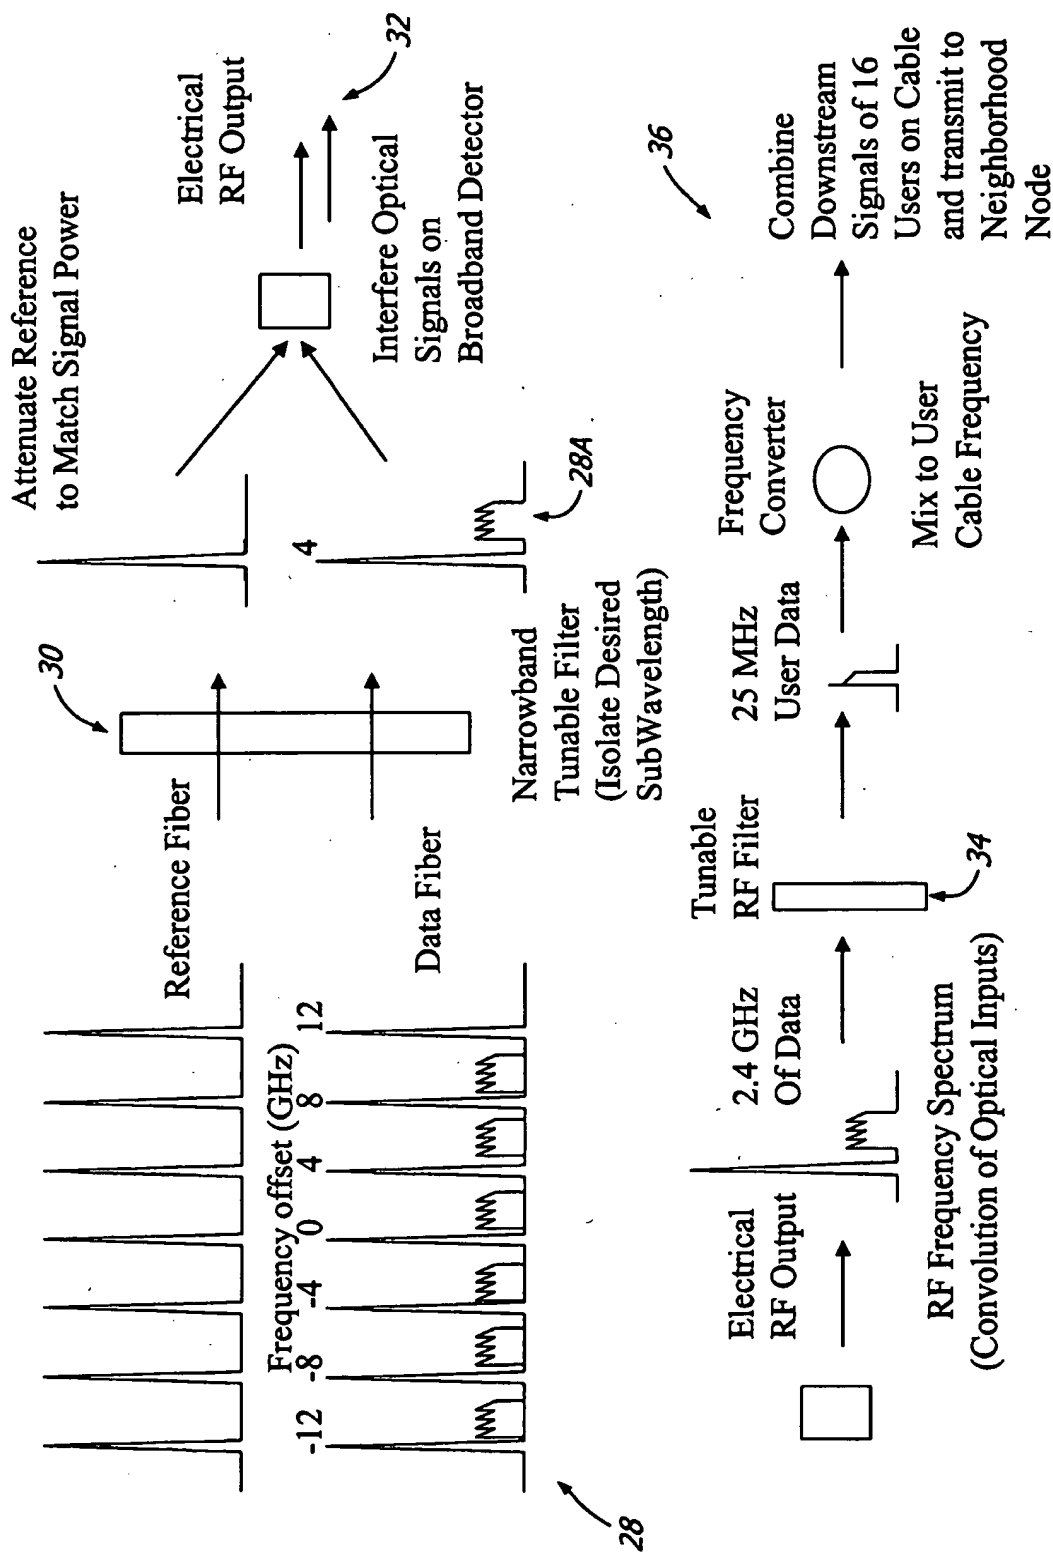 Attenuate Reference
to Match Signal Power
Electrical
RF Output
32
30
Reference Fiber
Frequency offset (GHz)
-12 -8 -4 0 4 8 12
Data Fiber
4
28
28A
Narrowband
Tunable Filter
(Isolate Desired
SubWavelength)
Interfere Optical
Signals on
Broadband Detector
36
Electrical
RF Output
2.4 GHz
Of Data
Tunable
RF Filter
25 MHz
User Data
Frequency
Converter
Combine
Downstream
Signals of 16
Users on Cable
and transmit to
Neighborhood
Node
RF Frequency Spectrum
(Convolution of Optical Inputs)
34
Mix to User
Cable Frequency